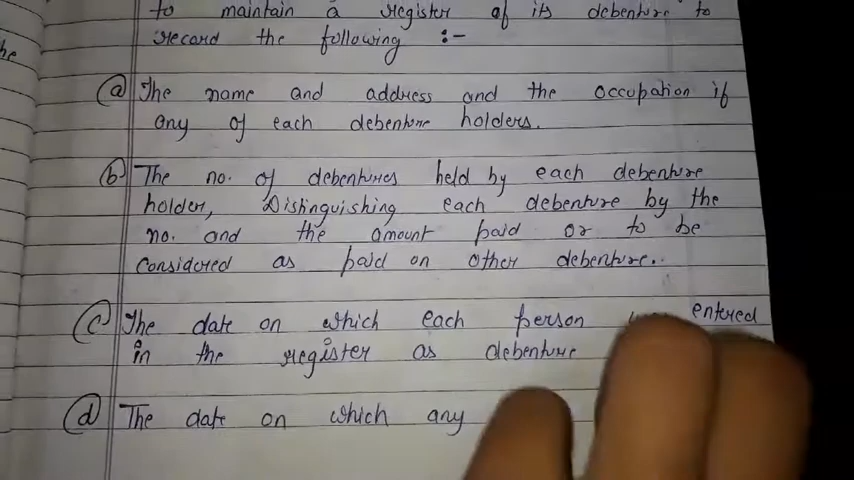 to maintain a register of its debenture to
record the following :-
he
(a) The name and address and the occupation if
any of each debenture holders.
(b) The no. of debentures held by each debenture
holder, Distinguishing each debenture by the
no. and the amount paid or to be
considered as paid on other debenture..
(c) The date on which each person entered
in the register as debenture
(d) The date on which any